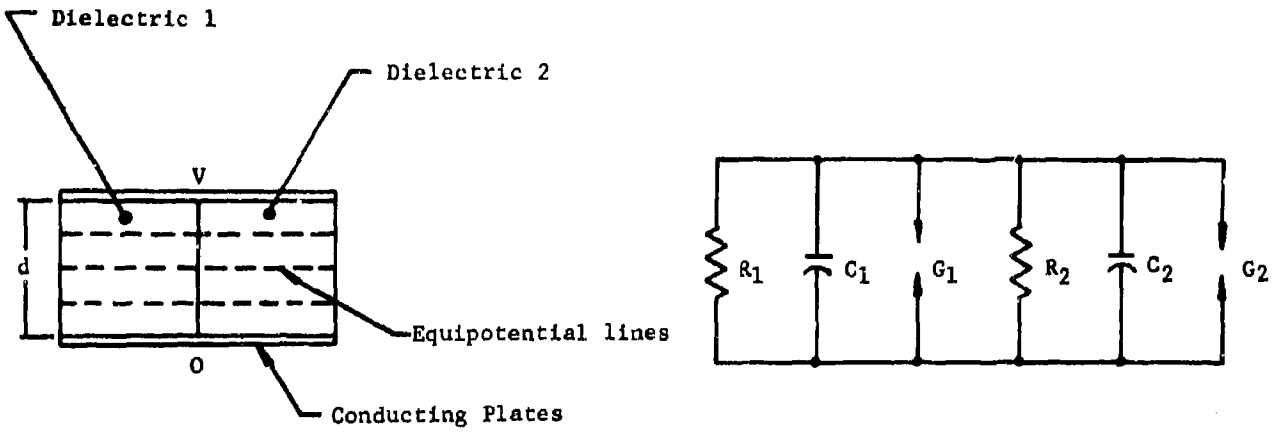 Dielectric 1
Dielectric 2
V
d
Equipotential lines
O
Conducting Plates
R1
C1
G1
R2
C2
G2